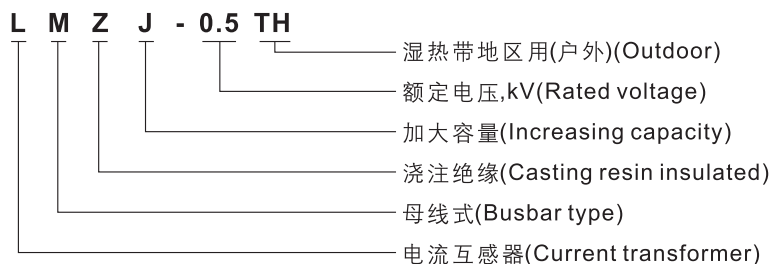 L M Z J - 0.5 TH
湿热带地区用(户外)(Outdoor)
额定电压,kV(Rated voltage)
加大容量(Increasing capacity)
浇注绝缘(Casting resin insulated)
母线式(Busbar type)
电流互感器(Current transformer)